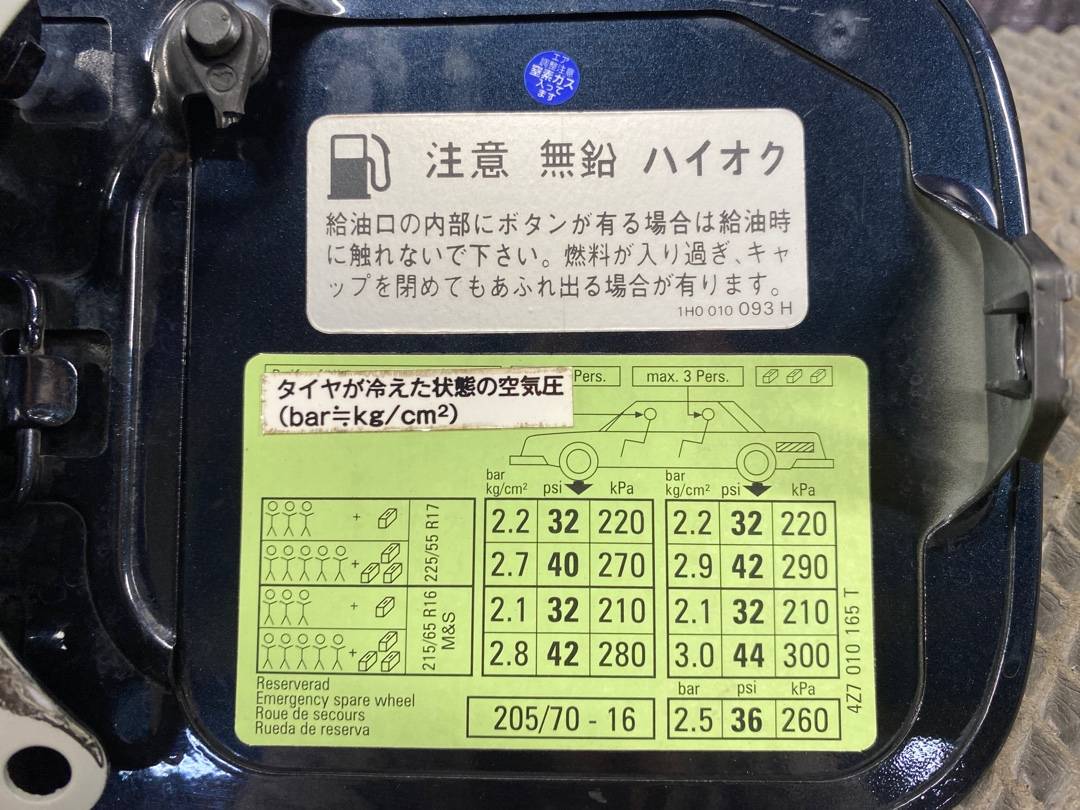 エア
調整注意
窒素ガス
入って
ます
注意 無鉛 ハイオク
給油口の内部にボタンが有る場合は給油時
に触れないで下さい。燃料が入り過ぎ、キャ
ップを閉めてもあふれ出る場合が有ります。
1H0 010 093 H
Pers. max. 3 Pers.
タイヤが冷えた状態の空気圧
(bar≒kg/cm²)
bar bar
kg/cm² psi kPa kg/cm² psi kPa
+ 225/55 R17 2.2 32 220 2.2 32 220
+ 2.7 40 270 2.9 42 290
+ 215/65 R16 M&S 2.1 32 210 2.1 32 210
+ 2.8 42 280 3.0 44 300
Reserverad
Emergency spare wheel
Roue de secours
Rueda de reserva
205/70 - 16
bar psi kPa
2.5 36 260
4Z7 010 165 T